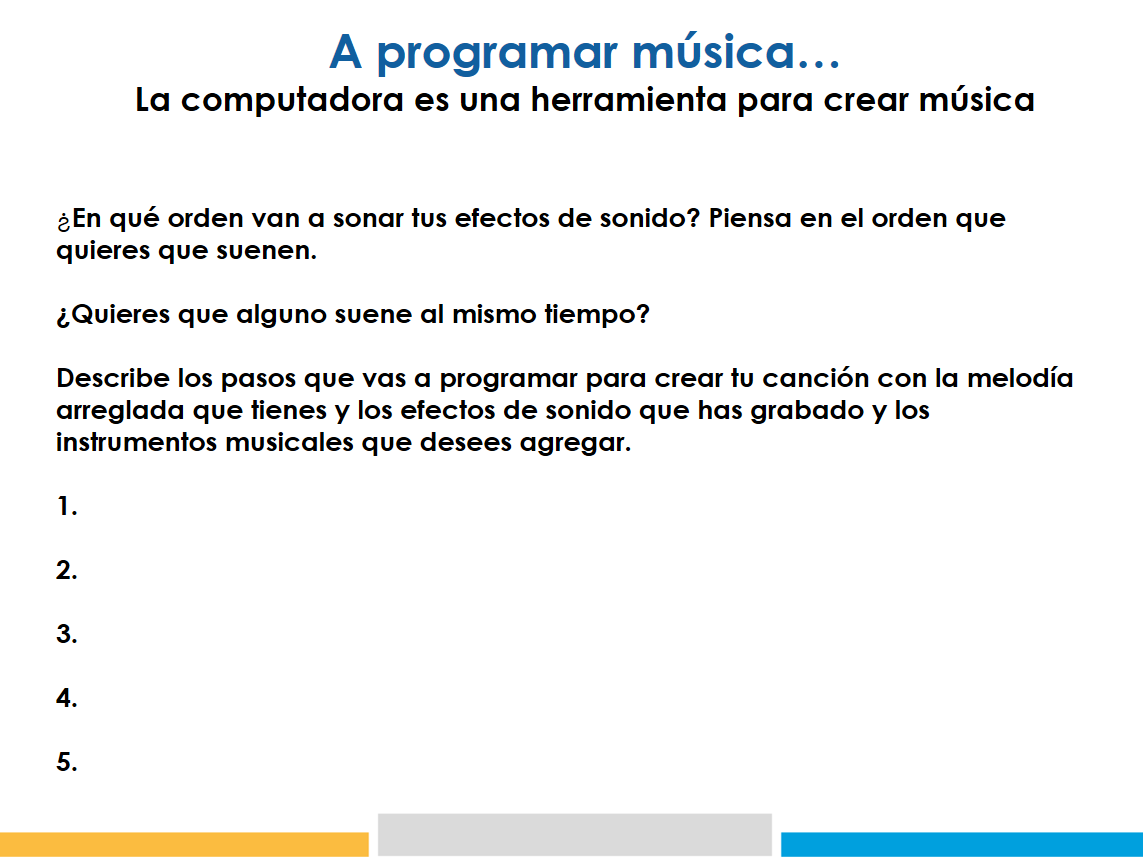 A programar música…
La computadora es una herramienta para crear música
¿En qué orden van a sonar tus efectos de sonido? Piensa en el orden que
quieres que suenen.
¿Quieres que alguno suene al mismo tiempo?
Describe los pasos que vas a programar para crear tu canción con la melodía
arreglada que tienes y los efectos de sonido que has grabado y los
instrumentos musicales que desees agregar.
1.
2.
3.
4.
5.